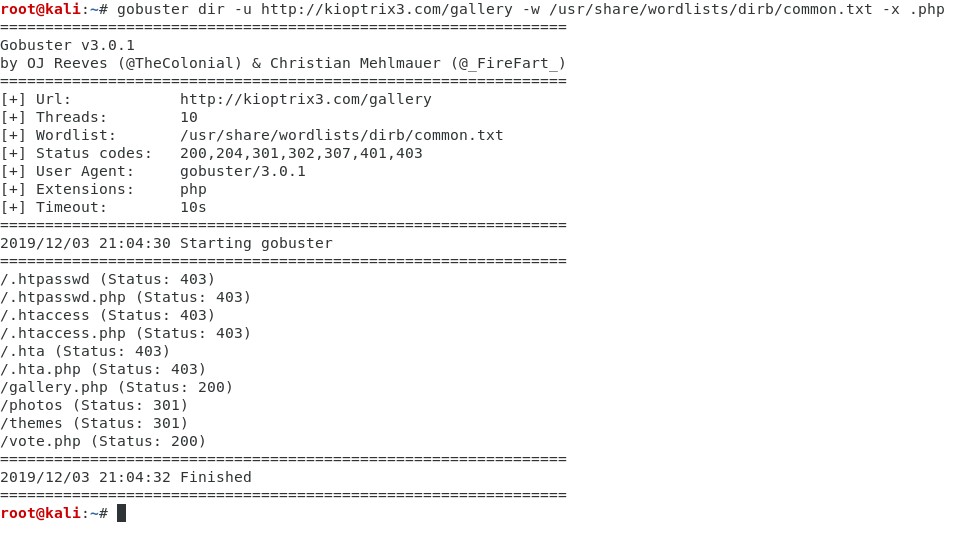 root@kali:~# gobuster dir -u http://kioptrix3.com/gallery -w /usr/share/wordlists/dirb/common.txt -x .php
===============================================================
Gobuster v3.0.1
by OJ Reeves (@TheColonial) & Christian Mehlmauer (@_FireFart_)
===============================================================
[+] Url:            http://kioptrix3.com/gallery
[+] Threads:        10
[+] Wordlist:       /usr/share/wordlists/dirb/common.txt
[+] Status codes:   200,204,301,302,307,401,403
[+] User Agent:     gobuster/3.0.1
[+] Extensions:     php
[+] Timeout:        10s
===============================================================
2019/12/03 21:04:30 Starting gobuster
===============================================================
/.htpasswd (Status: 403)
/.htpasswd.php (Status: 403)
/.htaccess (Status: 403)
/.htaccess.php (Status: 403)
/.hta (Status: 403)
/.hta.php (Status: 403)
/gallery.php (Status: 200)
/photos (Status: 301)
/themes (Status: 301)
/vote.php (Status: 200)
===============================================================
2019/12/03 21:04:32 Finished
===============================================================
root@kali:~#